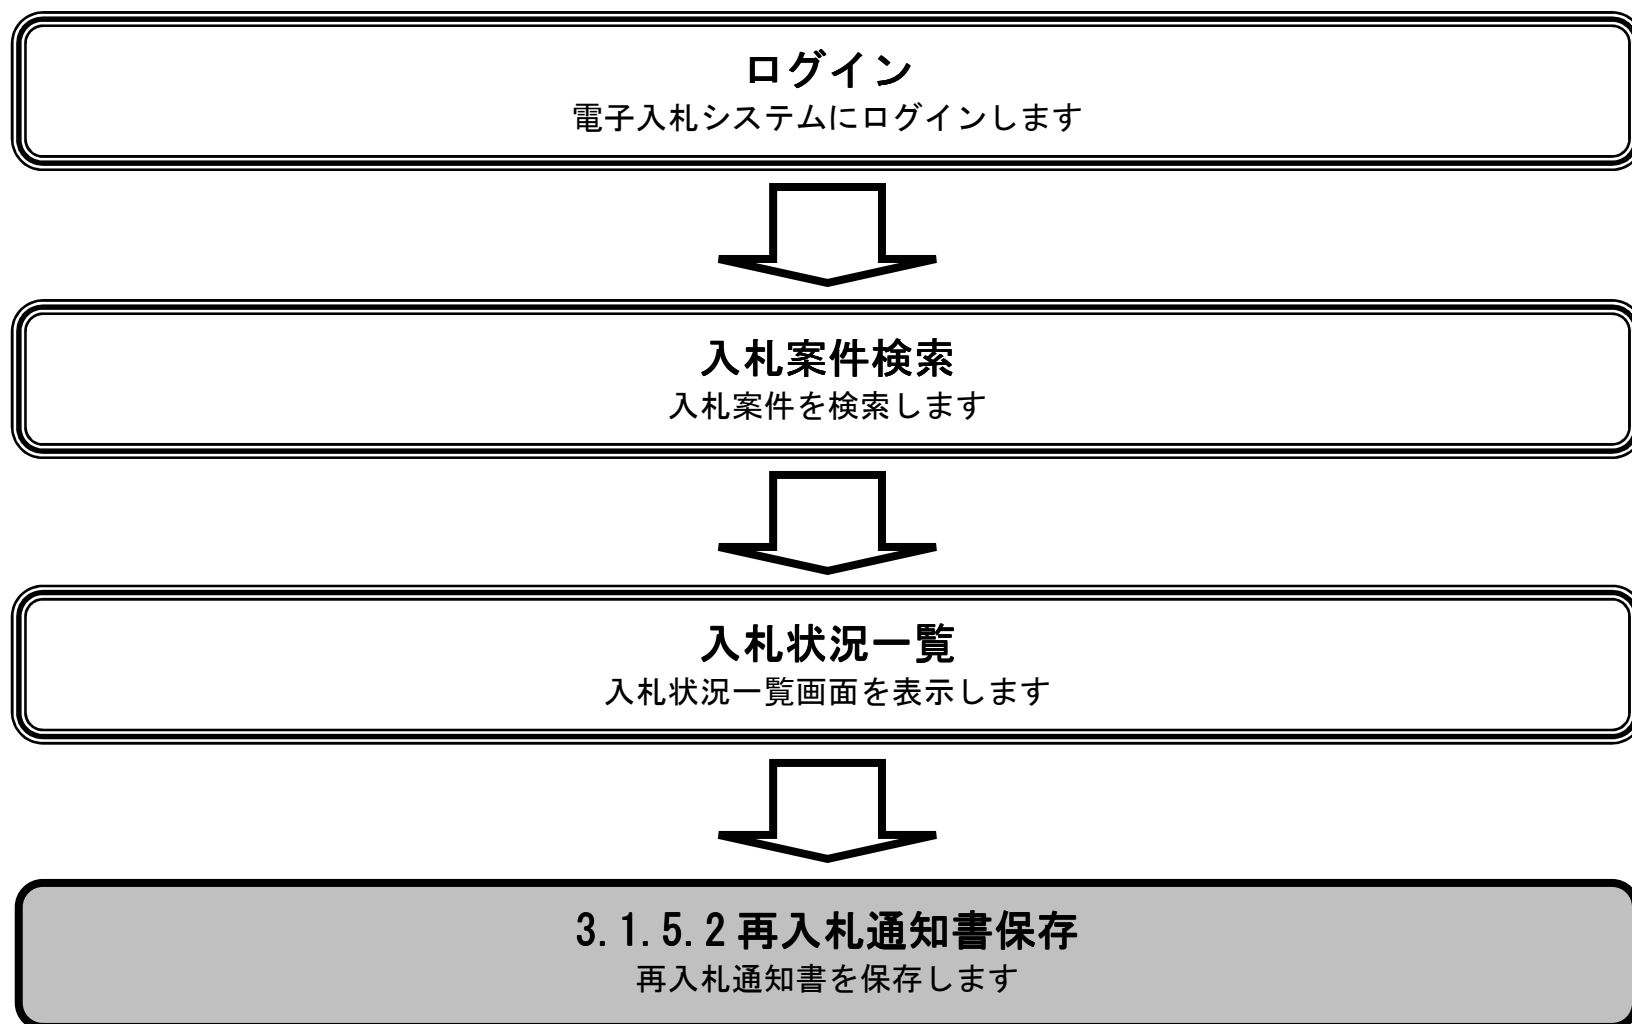 ログイン
電子入札システムにログインします
入札案件検索
入札案件を検索します
入札状況一覧
入札状況一覧画面を表示します
3.1.5.2 再入札通知書保存
再入札通知書を保存します